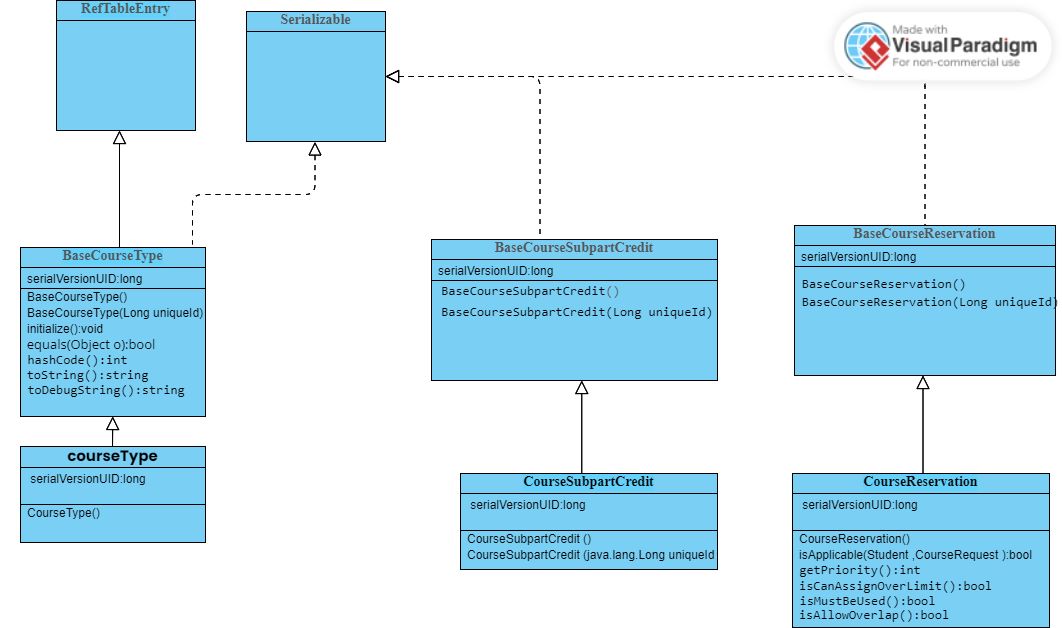 RefTableEntry
Serializable
Made with
Visual Paradigm
For non-commercial use
BaseCourseType
serialVersionUID:long
BaseCourseType()
BaseCourseType(Long uniqueId)
initialize():void
equals(Object o):bool
hashCode():int
toString():string
toDebugString():string
BaseCourseSubpartCredit
serialVersionUID:long
BaseCourseSubpartCredit()
BaseCourseSubpartCredit(Long uniqueId)
BaseCourseReservation
serialVersionUID:long
BaseCourseReservation()
BaseCourseReservation(Long uniqueId)
courseType
serialVersionUID:long
CourseType()
CourseSubpartCredit
serialVersionUID:long
CourseSubpartCredit ()
CourseSubpartCredit (java.lang.Long uniqueId
CourseReservation
serialVersionUID:long
CourseReservation()
isApplicable(Student ,CourseRequest ):bool
getPriority():int
isCanAssignOverLimit():bool
isMustBeUsed():bool
isAllowOverlap():bool